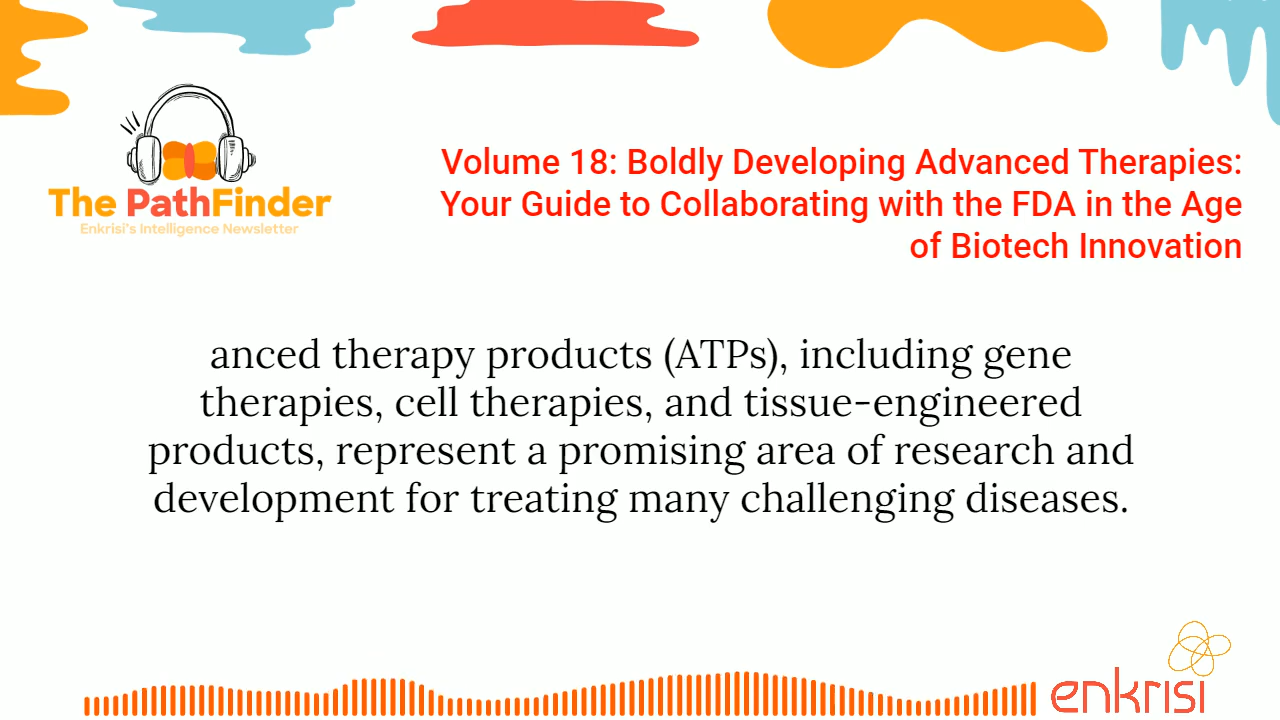 The PathFinder
Enkrisi's Intelligence Newsletter
Volume 18: Boldly Developing Advanced Therapies:
Your Guide to Collaborating with the FDA in the Age
of Biotech Innovation
anced therapy products (ATPs), including gene
therapies, cell therapies, and tissue-engineered
products, represent a promising area of research and
development for treating many challenging diseases.
enkrisi